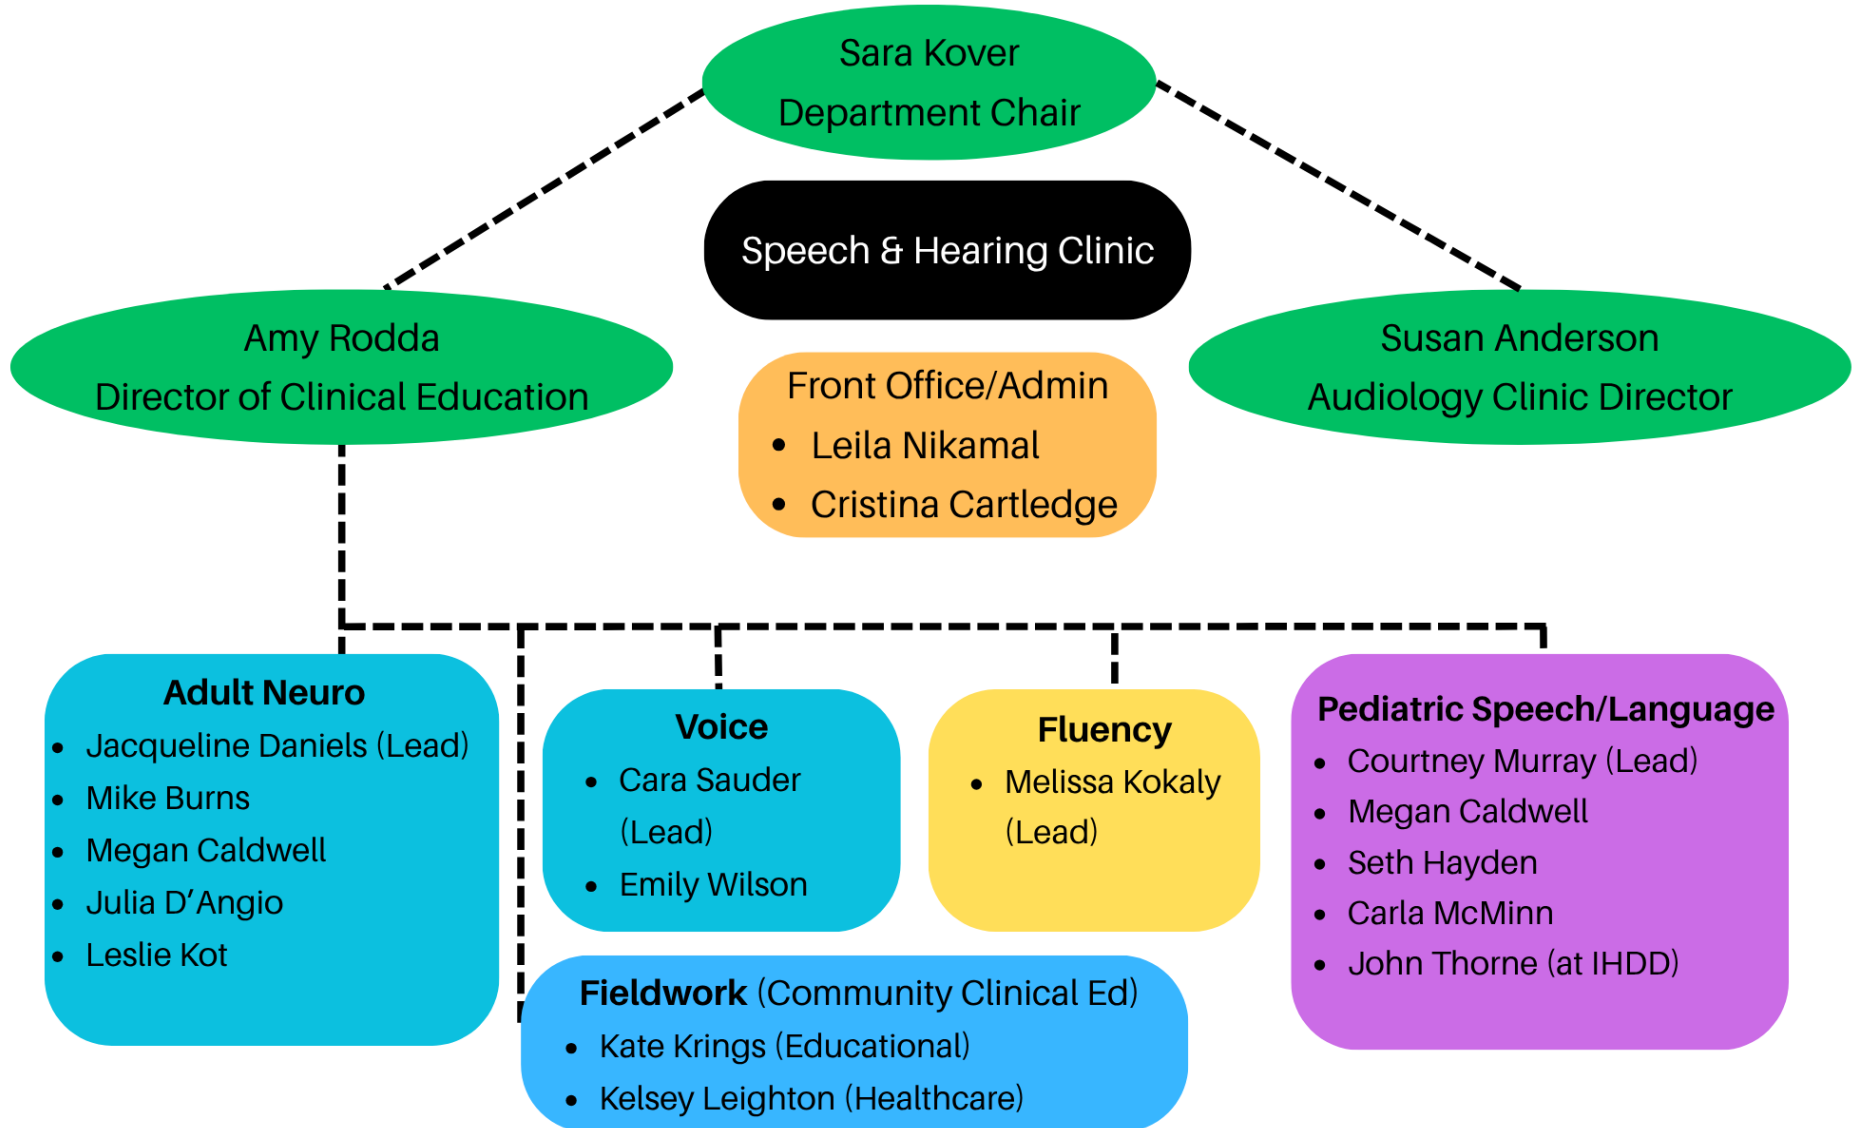 Sara Kover
Department Chair
Speech & Hearing Clinic
Amy Rodda
Director of Clinical Education
Front Office/Admin
• Leila Nikamal
• Cristina Cartledge
Susan Anderson
Audiology Clinic Director
Adult Neuro
• Jacqueline Daniels (Lead)
• Mike Burns
• Megan Caldwell
• Julia D’Angio
• Leslie Kot
Voice
• Cara Sauder
(Lead)
• Emily Wilson
Fluency
• Melissa Kokaly
(Lead)
Pediatric Speech/Language
• Courtney Murray (Lead)
• Megan Caldwell
• Seth Hayden
• Carla McMinn
• John Thorne (at IHDD)
Fieldwork (Community Clinical Ed)
• Kate Krings (Educational)
• Kelsey Leighton (Healthcare)